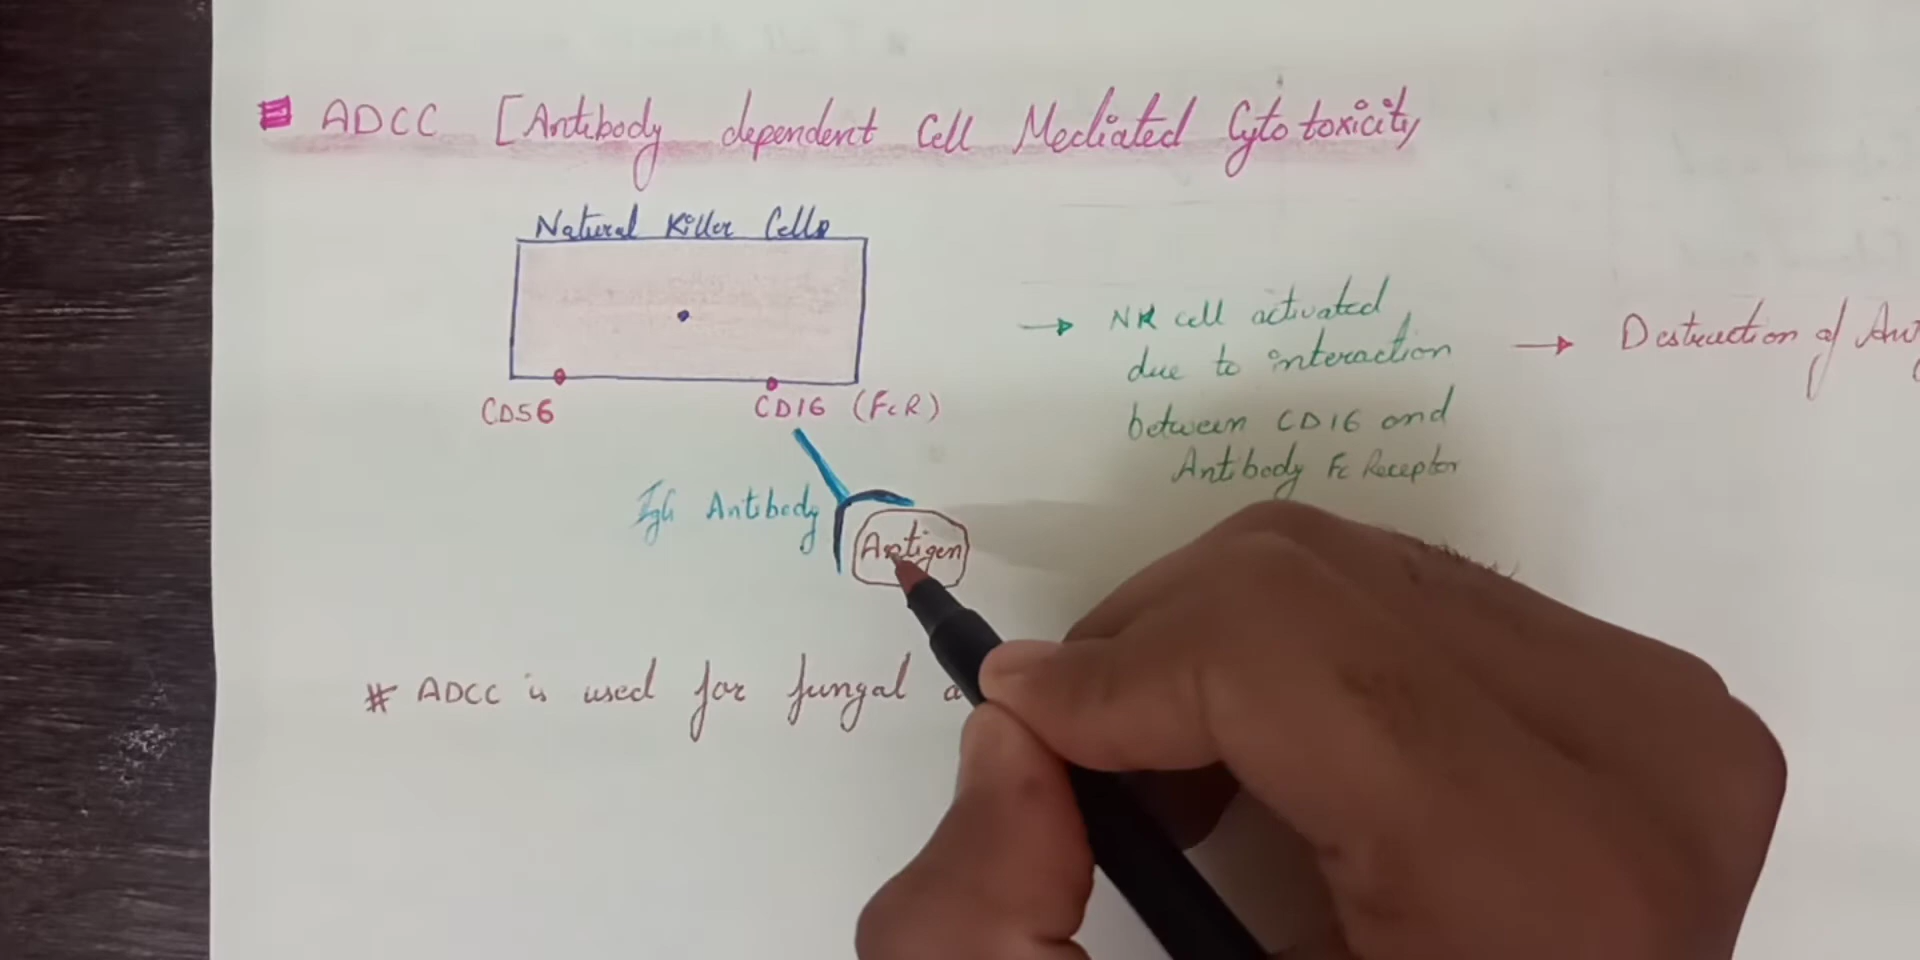 ADCC [Antibody dependent Cell Mediated Cytotoxicity
Natural Killer Cells
CD56
CD16 (FcR)
IgG Antibody
Antigen
→ NK cell activated
due to interaction
between CD16 and
Antibody Fc Receptor
→ Destruction of
# ADCC is used for fungal